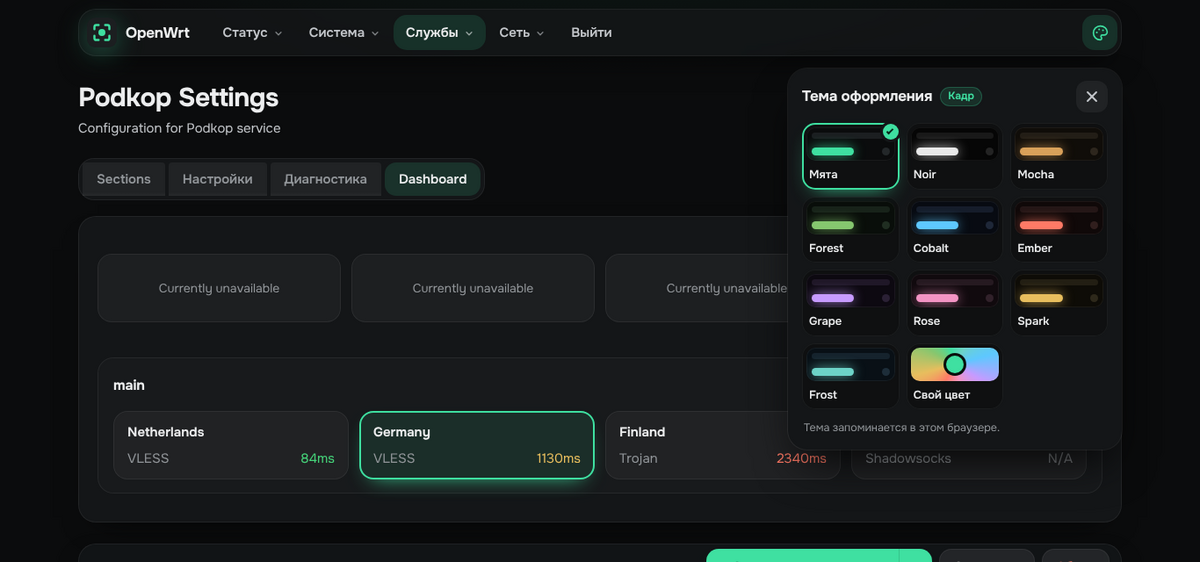 OpenWrt Статус Система Службы Сеть Выйти
Podkop Settings
Configuration for Podkop service
Sections Настройки Диагностика Dashboard
Currently unavailable Currently unavailable Currently unavailable
main
Netherlands
VLESS 84ms
Germany
VLESS 1130ms
Finland
Trojan 2340ms
Shadowsocks N/A
Тема оформления Кадр
Мята Noir Mocha
Forest Cobalt Ember
Grape Rose Spark
Frost Свой цвет
Тема запоминается в этом браузере.